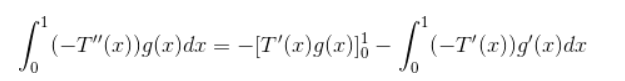 ∫₀¹(−T″(x))g(x)dx = −[T′(x)g(x)]₀¹ − ∫₀¹(−T′(x))g′(x)dx